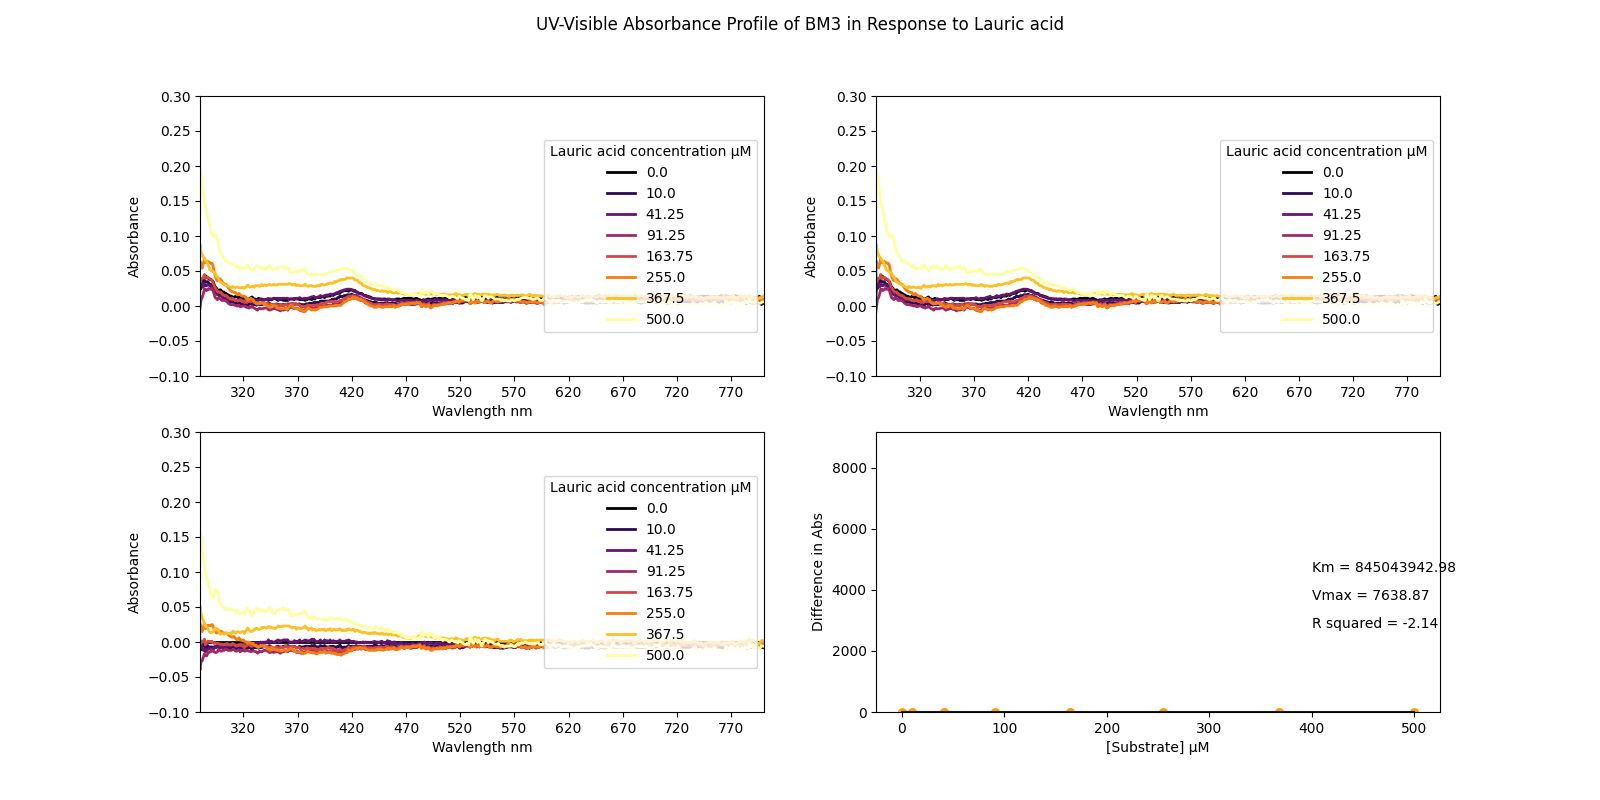 UV-Visible Absorbance Profile of BM3 in Response to Lauric acid
0.30
0.25
0.20
0.15
0.10
0.05
0.00
−0.05
−0.10
Absorbance
Lauric acid concentration μM
0.0
10.0
41.25
91.25
163.75
255.0
367.5
500.0
320 370 420 470 520 570 620 670 720 770
Wavlength nm
0.30
0.25
0.20
0.15
0.10
0.05
0.00
−0.05
−0.10
Absorbance
Lauric acid concentration μM
0.0
10.0
41.25
91.25
163.75
255.0
367.5
500.0
320 370 420 470 520 570 620 670 720 770
Wavlength nm
0.30
0.25
0.20
0.15
0.10
0.05
0.00
−0.05
−0.10
Absorbance
Lauric acid concentration μM
0.0
10.0
41.25
91.25
163.75
255.0
367.5
500.0
320 370 420 470 520 570 620 670 720 770
Wavlength nm
8000
6000
4000
2000
0
Difference in Abs
Km = 845043942.98
Vmax = 7638.87
R squared = -2.14
0 100 200 300 400 500
[Substrate] μM